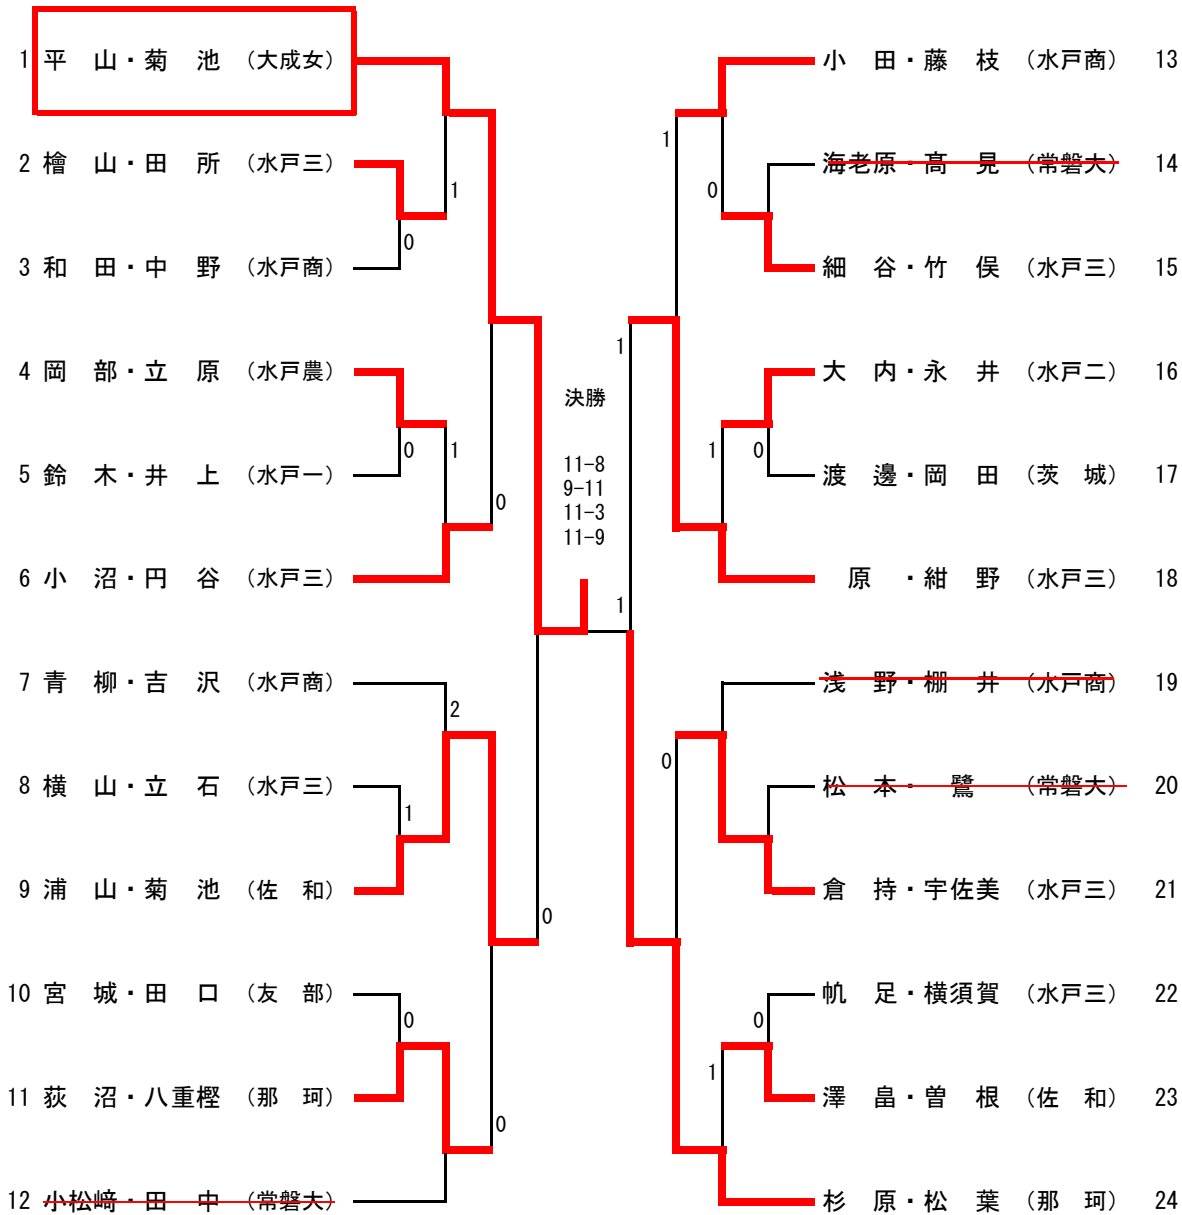 1 平　山・菊　池 （大成女）
2 檜　山・田　所 （水戸三）
3 和　田・中　野 （水戸商）
4 岡　部・立　原 （水戸農）
5 鈴　木・井　上 （水戸一）
6 小　沼・円　谷 （水戸三）
7 青　柳・吉　沢 （水戸商）
8 横　山・立　石 （水戸三）
9 浦　山・菊　池 （佐　和）
10 宮　城・田　口 （友　部）
11 荻　沼・八重樫 （那　珂）
12 小松﨑・田　中 （常磐大）
1
0
0
1
0
2
1
0
0
0
決勝
11-8
9-11
11-3
11-9
1
1
1
0
1
0
0
0
1
小　田・藤　枝 （水戸商） 13
海老原・髙　見 （常磐大） 14
細　谷・竹　俣 （水戸三） 15
大　内・永　井 （水戸二） 16
渡　邊・岡　田 （茨　城） 17
原　・紺　野 （水戸三） 18
浅　野・棚　井 （水戸商） 19
松　本・　鷺　 （常磐大） 20
倉　持・宇佐美 （水戸三） 21
帆　足・横須賀 （水戸三） 22
澤　畠・曽　根 （佐　和） 23
杉　原・松　葉 （那　珂） 24